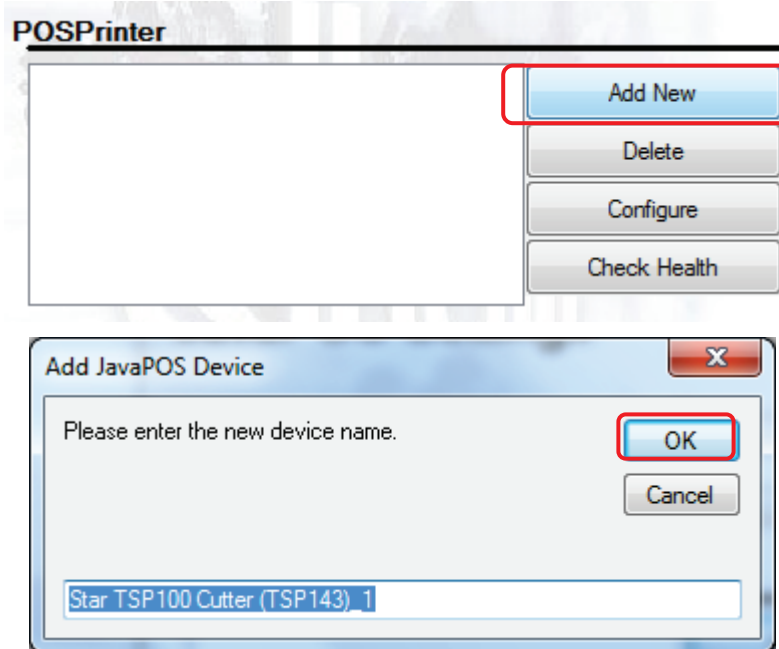 POSPrinter
Add New
Delete
Configure
Check Health
Add JavaPOS Device
Please enter the new device name.
OK
Cancel
Star TSP100 Cutter (TSP143)_1